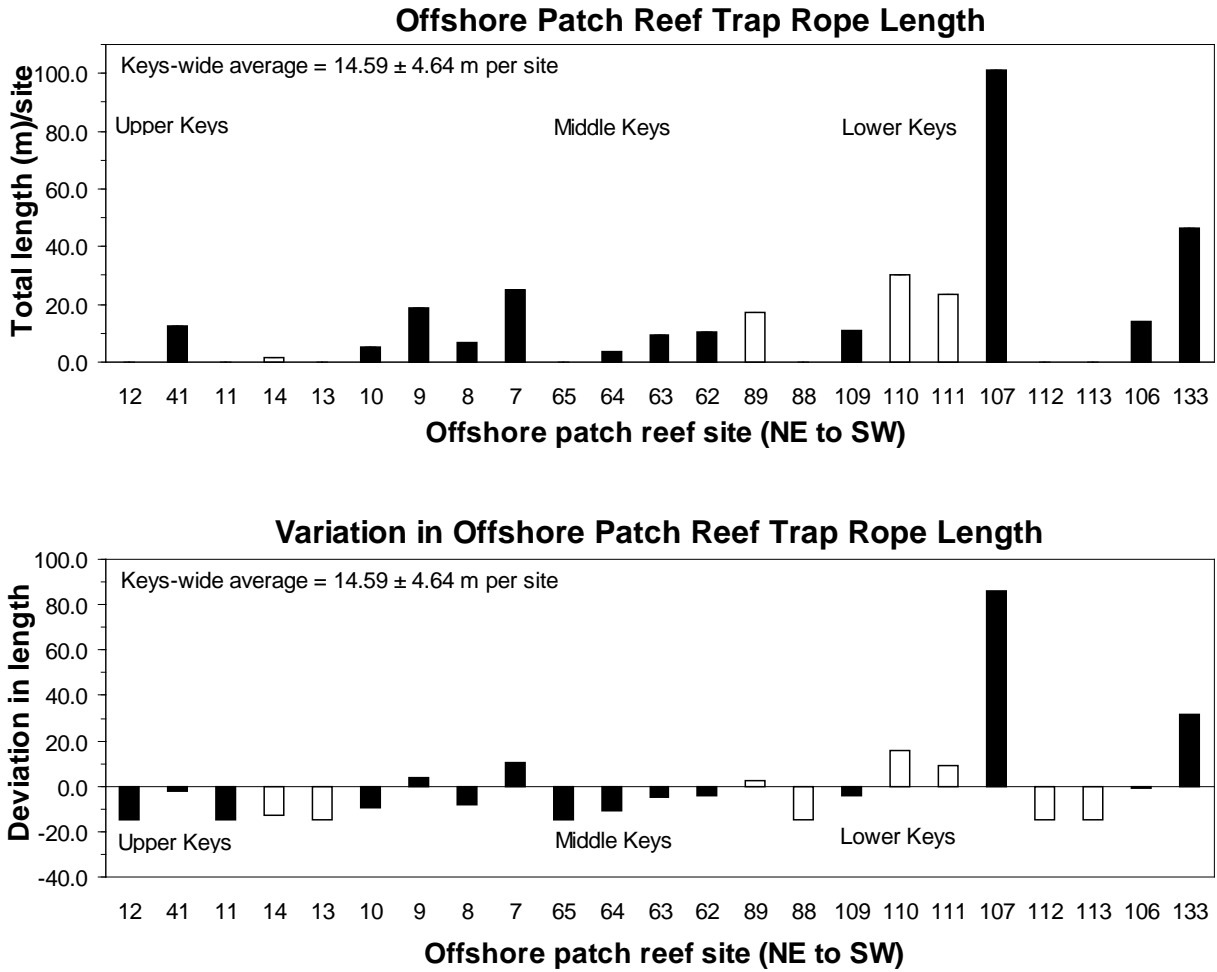 Offshore Patch Reef Trap Rope Length
Keys-wide average = 14.59 ± 4.64 m per site
Upper Keys Middle Keys Lower Keys
Total length (m)/site
100.0
80.0
60.0
40.0
20.0
0.0
12 41 11 14 13 10 9 8 7 65 64 63 62 89 88 109 110 111 107 112 113 106 133
Offshore patch reef site (NE to SW)
Variation in Offshore Patch Reef Trap Rope Length
Keys-wide average = 14.59 ± 4.64 m per site
Deviation in length
100.0
80.0
60.0
40.0
20.0
0.0
-20.0
-40.0
Upper Keys Middle Keys Lower Keys
12 41 11 14 13 10 9 8 7 65 64 63 62 89 88 109 110 111 107 112 113 106 133
Offshore patch reef site (NE to SW)